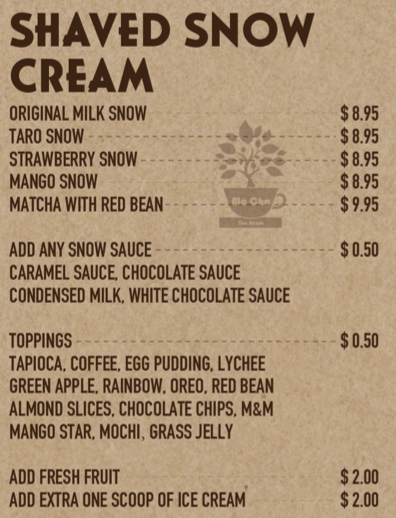 SHAVED SNOW
CREAM
ORIGINAL MILK SNOW $ 8.95
TARO SNOW $ 8.95
STRAWBERRY SNOW $ 8.95
MANGO SNOW $ 8.95
MATCHA WITH RED BEAN $ 9.95
ADD ANY SNOW SAUCE $ 0.50
CARAMEL SAUCE, CHOCOLATE SAUCE
CONDENSED MILK, WHITE CHOCOLATE SAUCE
TOPPINGS $ 0.50
TAPIOCA, COFFEE, EGG PUDDING, LYCHEE
GREEN APPLE, RAINBOW, OREO, RED BEAN
ALMOND SLICES, CHOCOLATE CHIPS, M&M
MANGO STAR, MOCHI, GRASS JELLY
ADD FRESH FRUIT $ 2.00
ADD EXTRA ONE SCOOP OF ICE CREAM $ 2.00